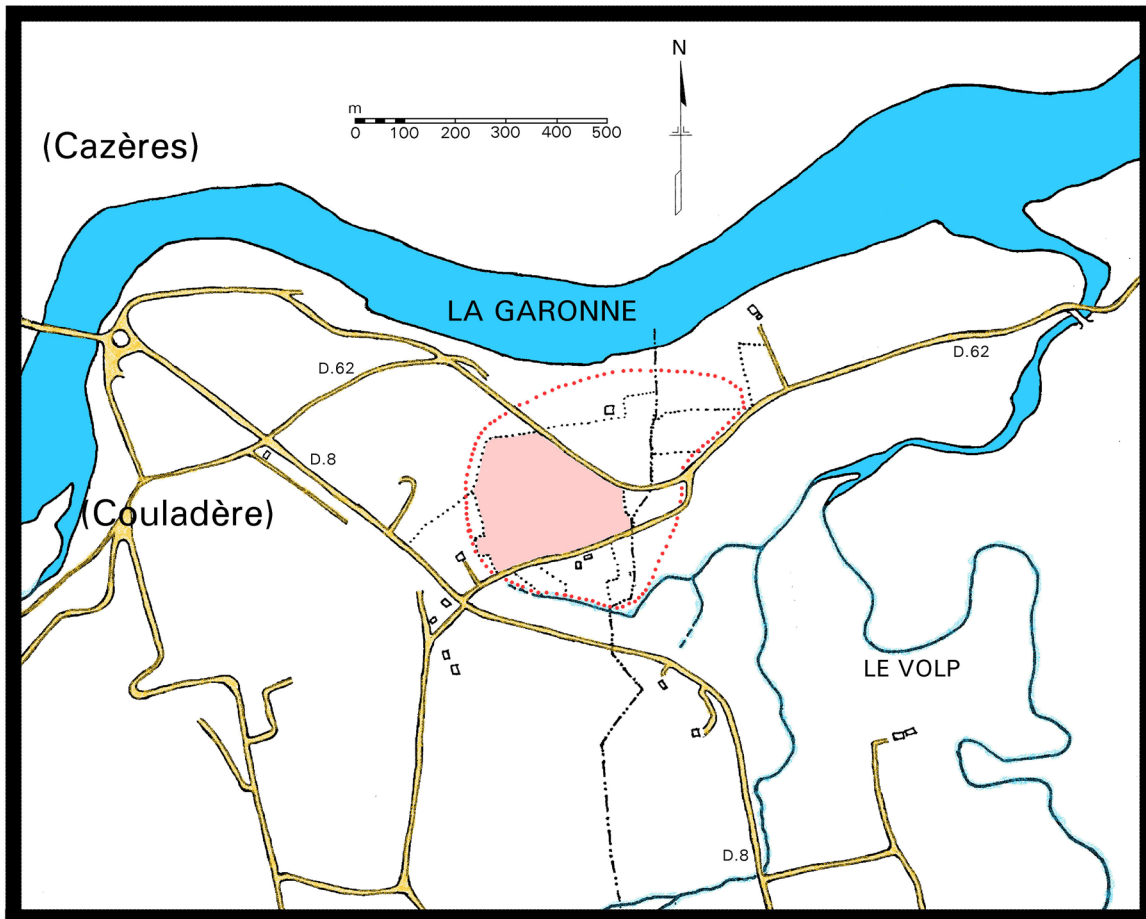 N
m
0 100 200 300 400 500
(Cazères)
LA GARONNE
D.62
D.62
D.8
(Couladère)
LE VOLP
D.8